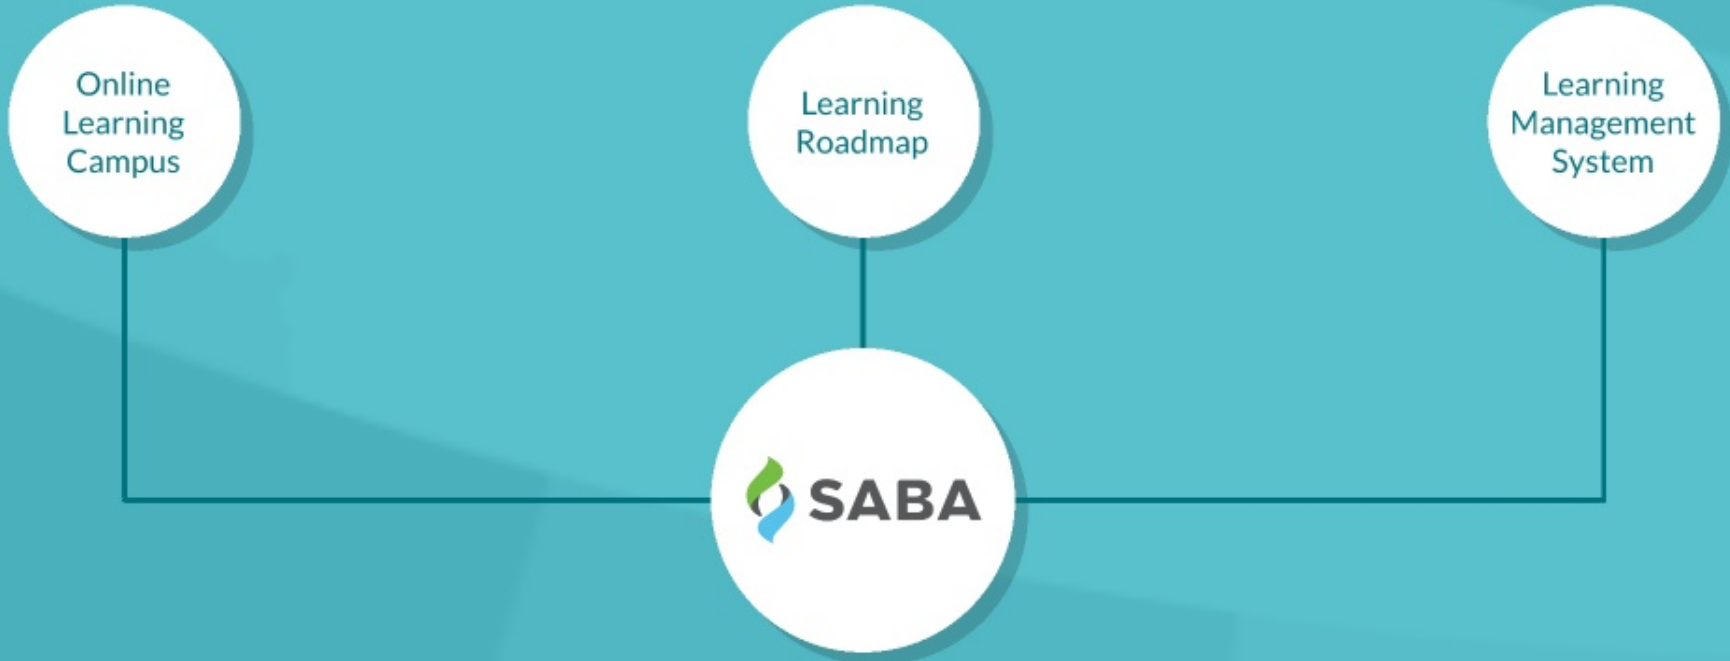 Online
Learning
Campus
Learning
Roadmap
Learning
Management
System
SABA